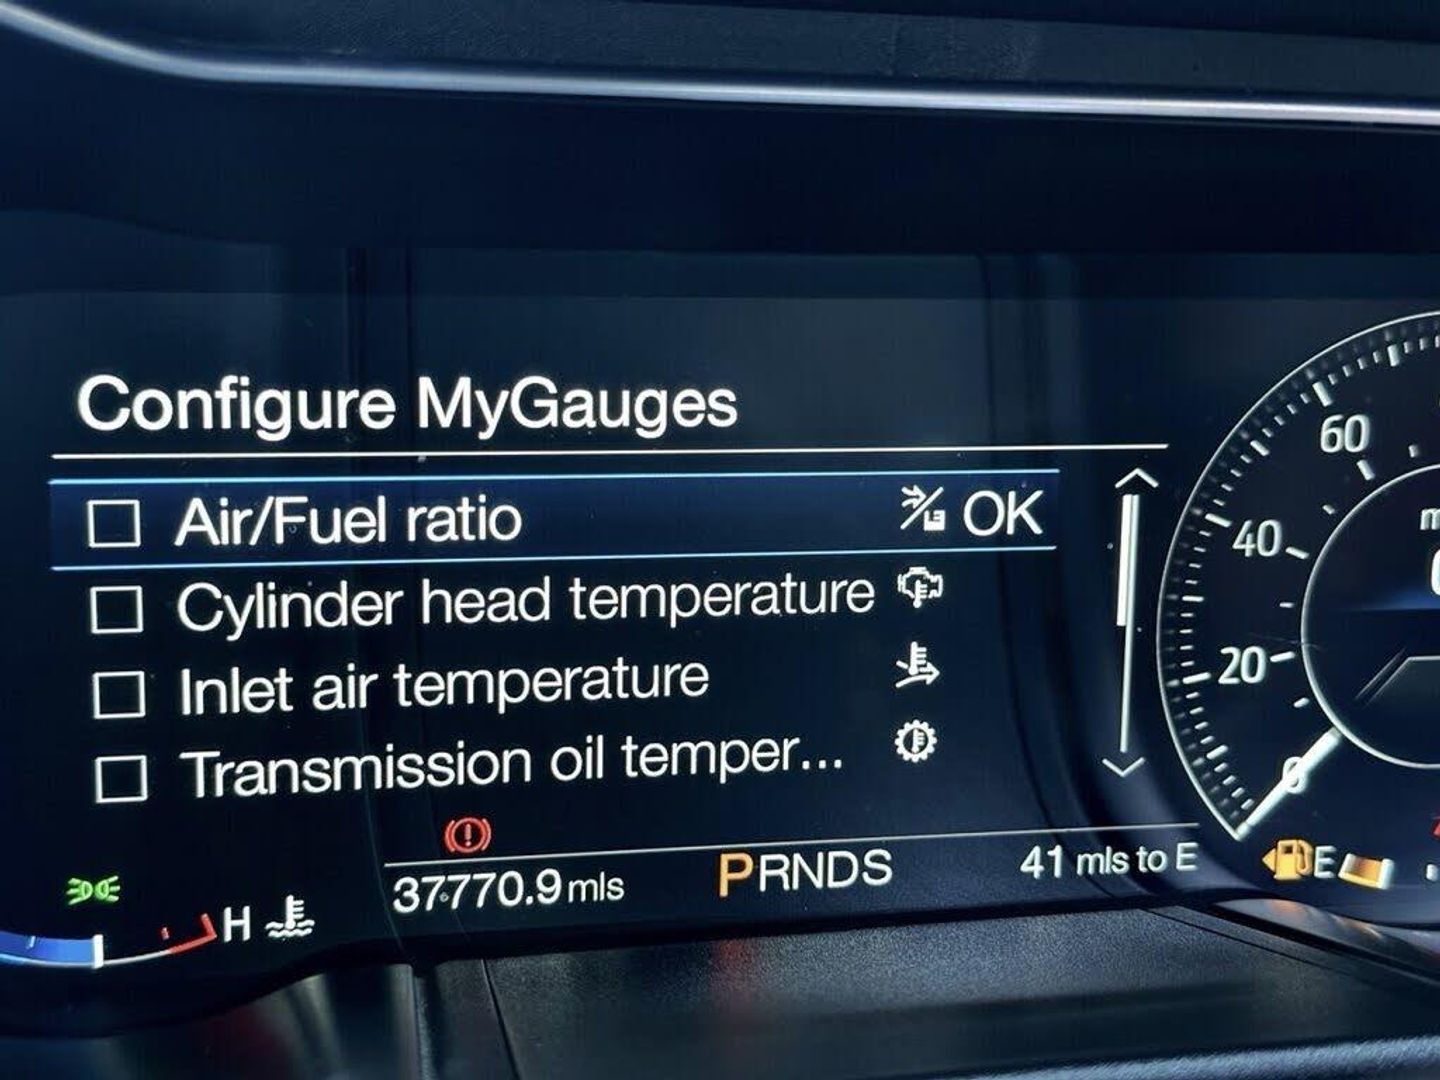 Configure MyGauges
Air/Fuel ratio OK
Cylinder head temperature
Inlet air temperature
Transmission oil temper...
60
40
20
0
37770.9 mls
PRNDS
41 mls to E
H
E